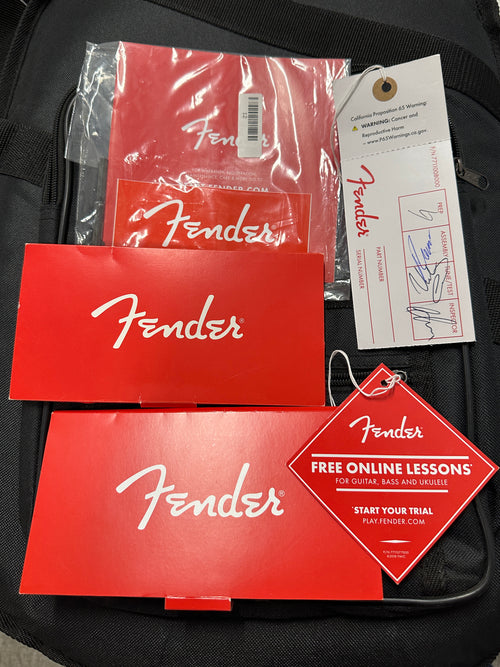 Fender
WWW.FENDER.COM
Fender®
California Proposition 65 Warning:
WARNING: Cancer and
Reproductive Harm
www.P65Warnings.ca.gov
Fender
PART NUMBER
SERIAL NUMBER
PREP
ASSEMBLY
TUNE/TEST
INSPECTOR
Fender®
Fender®
Fender®
FREE ONLINE LESSONS*
FOR GUITAR, BASS AND UKULELE
*START YOUR TRIAL
PLAY.FENDER.COM